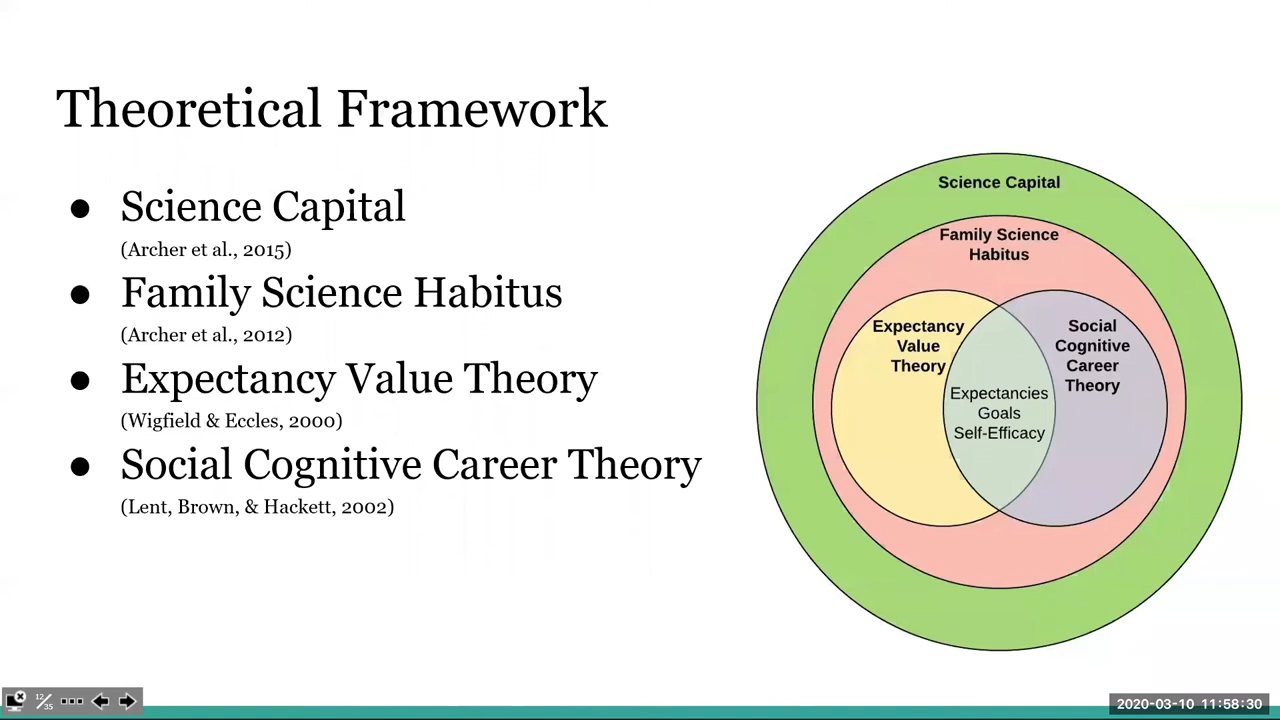 Theoretical Framework
● Science Capital
(Archer et al., 2015)
● Family Science Habitus
(Archer et al., 2012)
● Expectancy Value Theory
(Wigfield & Eccles, 2000)
● Social Cognitive Career Theory
(Lent, Brown, & Hackett, 2002)
Science Capital
Family Science
Habitus
Expectancy
Value
Theory
Social
Cognitive
Career
Theory
Expectancies
Goals
Self-Efficacy
12/35
2020-03-10 11:58:30